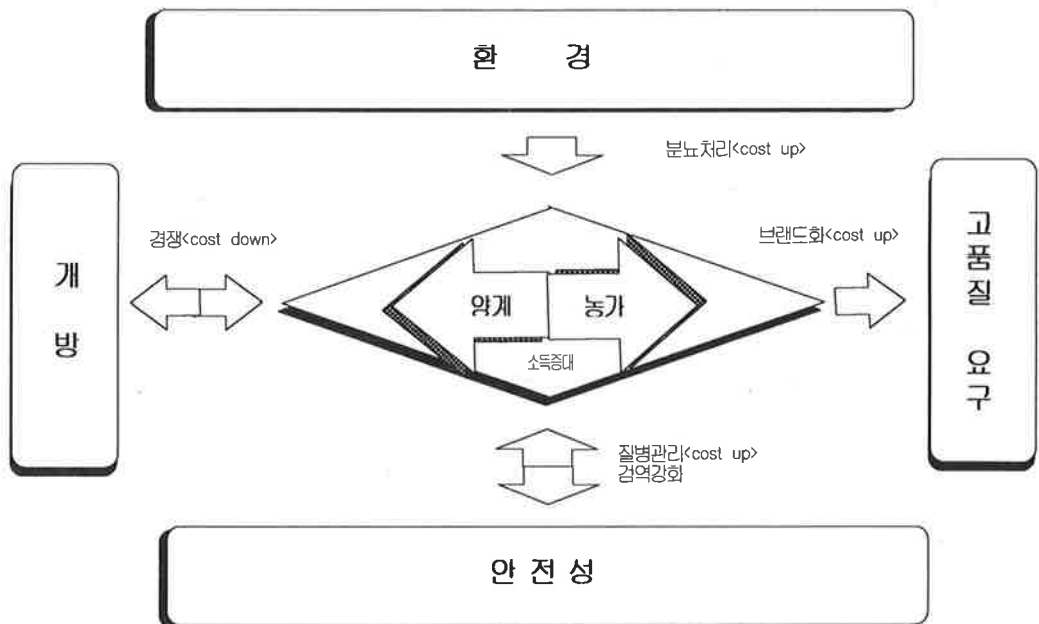 환 경
분뇨처리<cost up>
경쟁<cost down>
브랜드화<cost up>
개방
고품질 요구
양계 농가
소득증대
질병관리<cost up>
검역강화
안전성